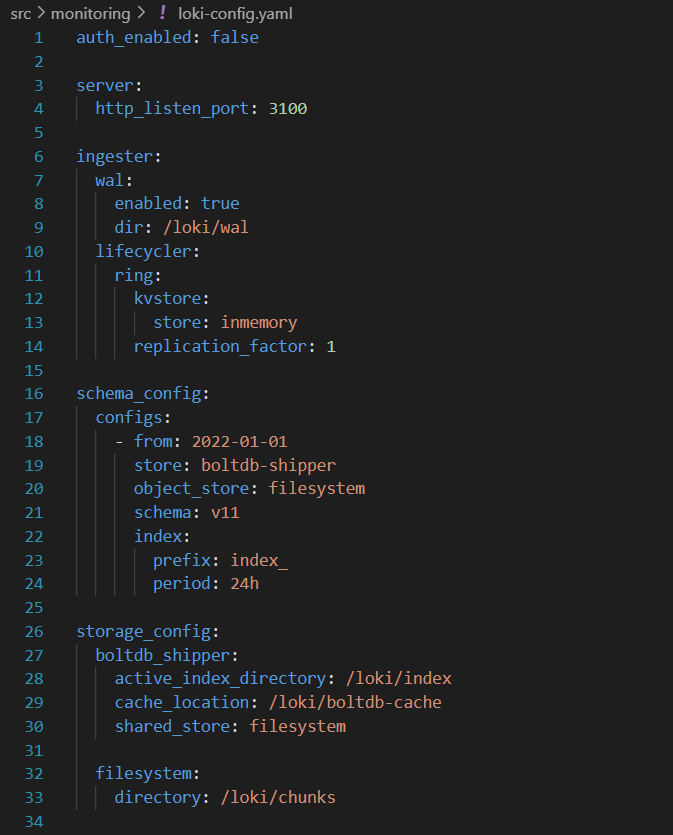 src > monitoring > ! loki-config.yaml
1 auth_enabled: false
2
3 server:
4   http_listen_port: 3100
5
6 ingester:
7   wal:
8     enabled: true
9     dir: /loki/wal
10   lifecycler:
11     ring:
12       kvstore:
13         store: inmemory
14       replication_factor: 1
15
16 schema_config:
17   configs:
18     - from: 2022-01-01
19       store: boltdb-shipper
20       object_store: filesystem
21       schema: v11
22       index:
23         prefix: index_
24         period: 24h
25
26 storage_config:
27   boltdb_shipper:
28     active_index_directory: /loki/index
29     cache_location: /loki/boltdb-cache
30     shared_store: filesystem
31
32   filesystem:
33     directory: /loki/chunks
34